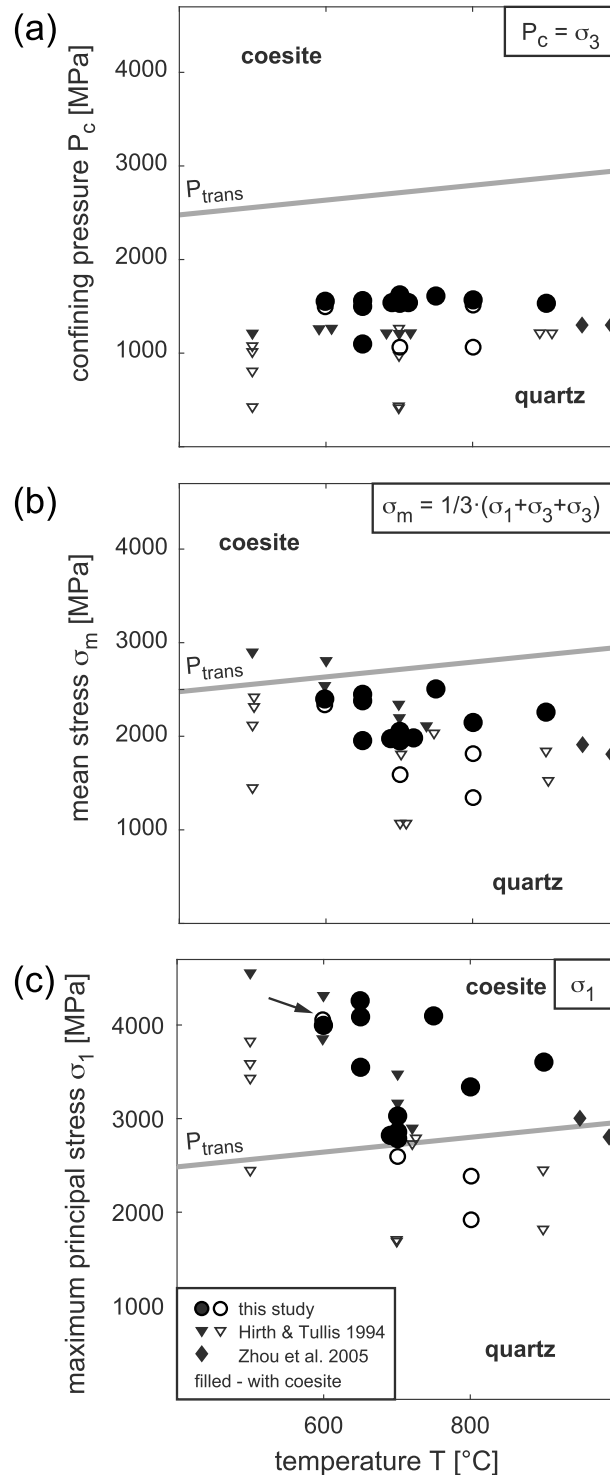 (a)
P_c = σ_3
coesite
4000
3000
P_trans
2000
1000
quartz
confining pressure P_c [MPa]
(b)
σ_m = 1/3·(σ_1+σ_3+σ_3)
coesite
4000
3000
P_trans
2000
1000
quartz
mean stress σ_m [MPa]
(c)
coesite
σ_1
4000
3000
P_trans
2000
1000
this study
Hirth & Tullis 1994
Zhou et al. 2005
filled - with coesite
quartz
maximum principal stress σ_1 [MPa]
600 800
temperature T [°C]